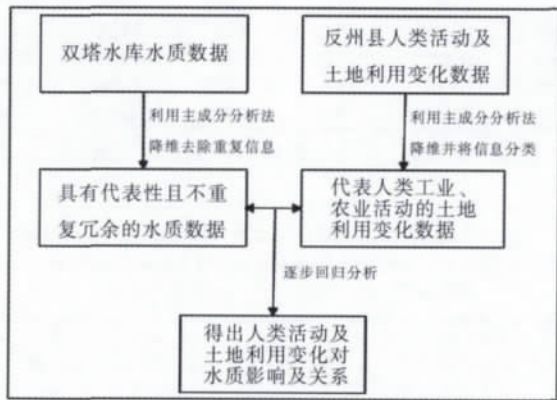 双塔水库水质数据
反州县人类活动及
土地利用变化数据
利用主成分分析法
降维去除重复信息
利用主成分分析法
降维并将信息分类
具有代表性且不重
复冗余的水质数据
代表人类工业、
农业活动的土地
利用变化数据
逐步回归分析
得出人类活动及
土地利用变化对
水质影响及关系